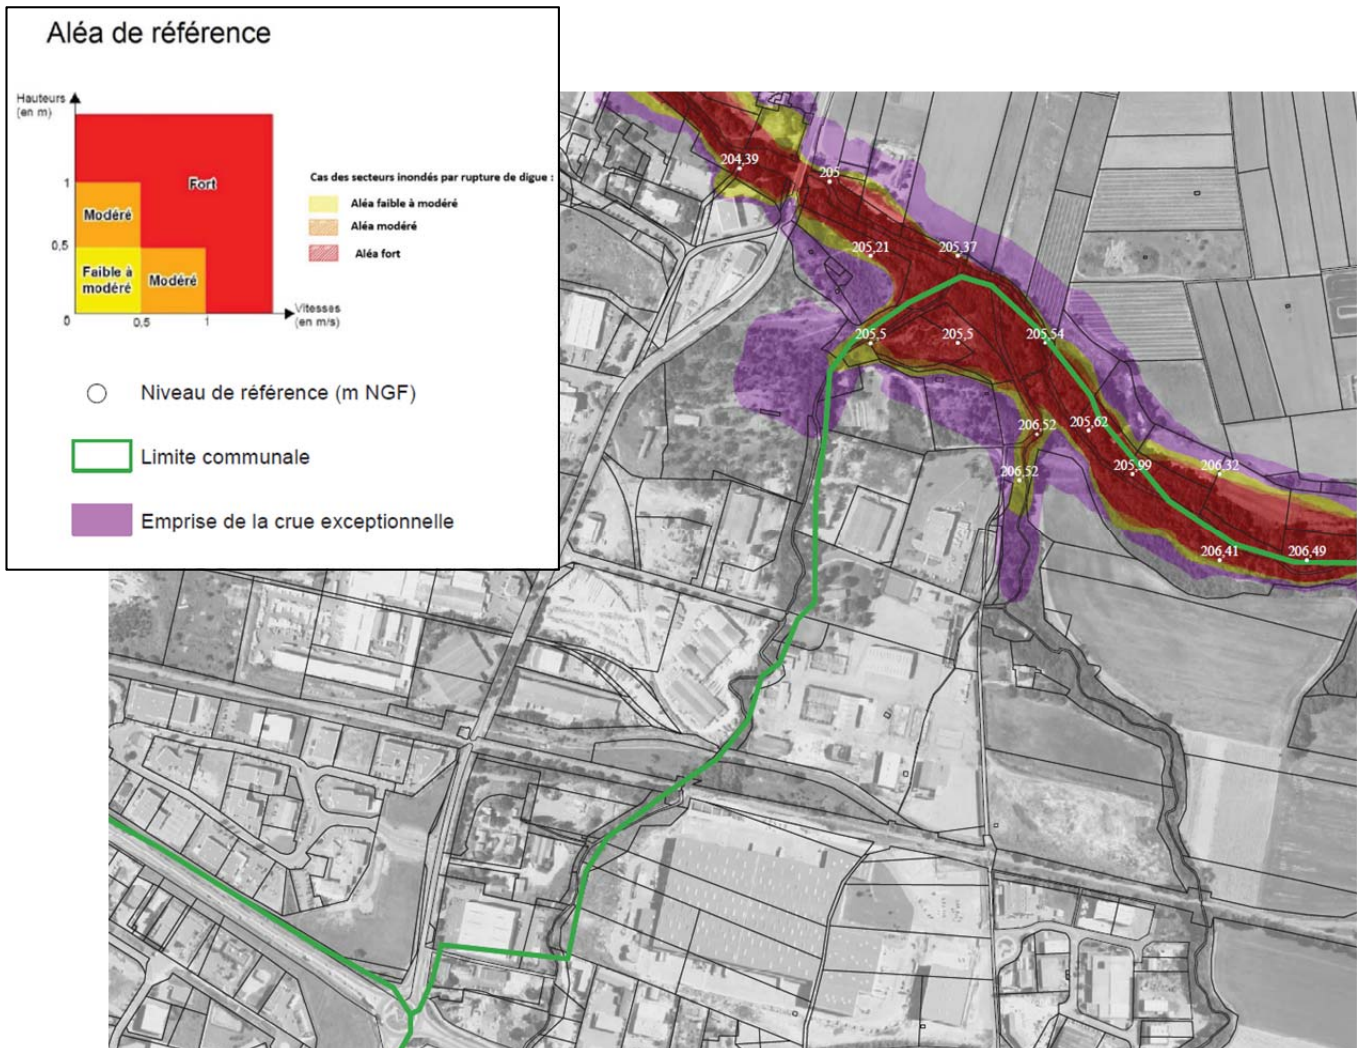 Aléa de référence
Hauteurs
(en m)
1
Fort
Modéré
0,5
Faible à
modéré
Modéré
0
0,5
1
Vitesses
(en m/s)
Cas des secteurs inondés par rupture de digue :
Aléa faible à modéré
Aléa modéré
Aléa fort
Niveau de référence (m NGF)
Limite communale
Emprise de la crue exceptionnelle
204,39
205
205,21
205,37
205,5
205,5
205,54
206,52
205,62
206,52
205,99
206,32
206,41
206,49